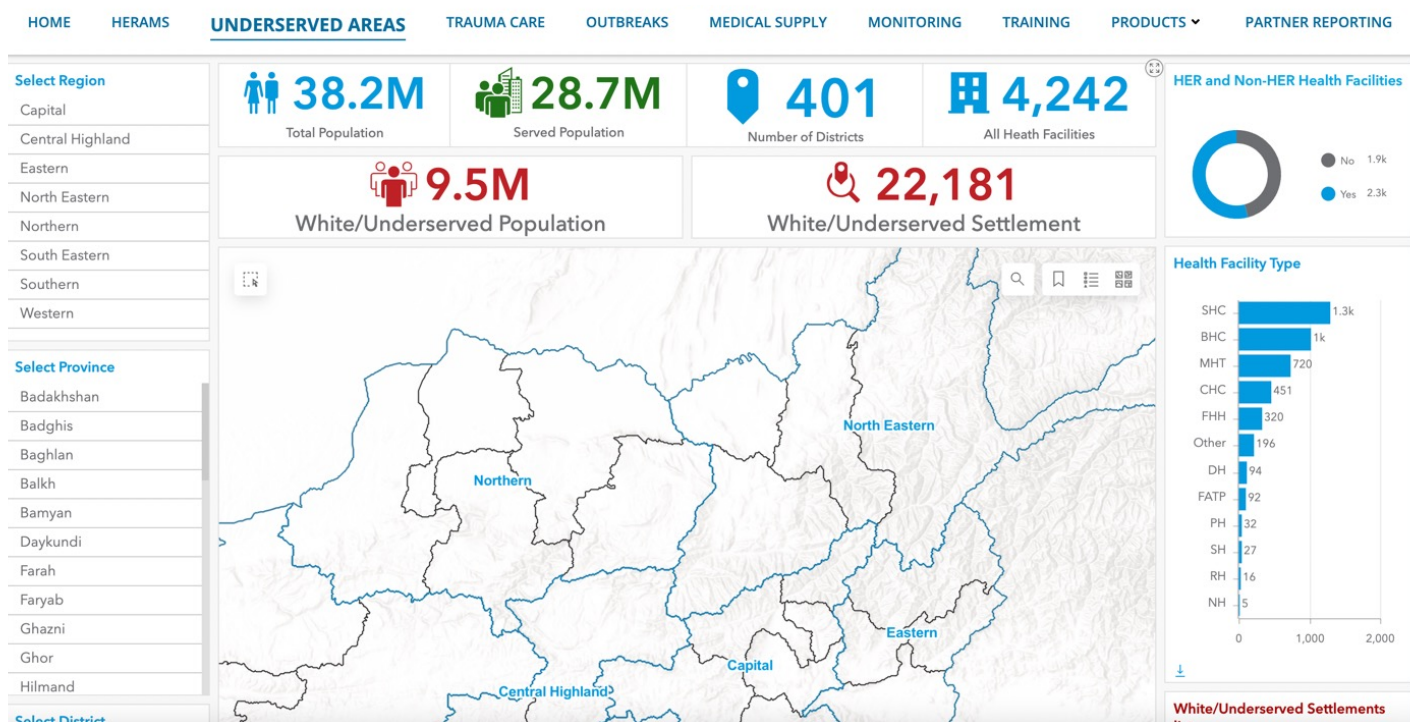 HOME HERAMS UNDERSERVED AREAS TRAUMA CARE OUTBREAKS MEDICAL SUPPLY MONITORING TRAINING PRODUCTS PARTNER REPORTING
Select Region
Capital
Central Highland
Eastern
North Eastern
Northern
South Eastern
Southern
Western
Select Province
Badakhshan
Badghis
Baghlan
Balkh
Bamyan
Daykundi
Farah
Faryab
Ghazni
Ghor
Hilmand
Select District
38.2M
Total Population
28.7M
Served Population
401
Number of Districts
4,242
All Heath Facilities
9.5M
White/Underserved Population
22,181
White/Underserved Settlement
North Eastern
Northern
Eastern
Capital
Central Highland
HER and Non-HER Health Facilities
No 1.9k
Yes 2.3k
Health Facility Type
SHC 1.3k
BHC 1k
MHT 720
CHC 451
FHH 320
Other 196
DH 94
FATP 92
PH 32
SH 27
RH 16
NH 5
0 1,000 2,000
White/Underserved Settlements